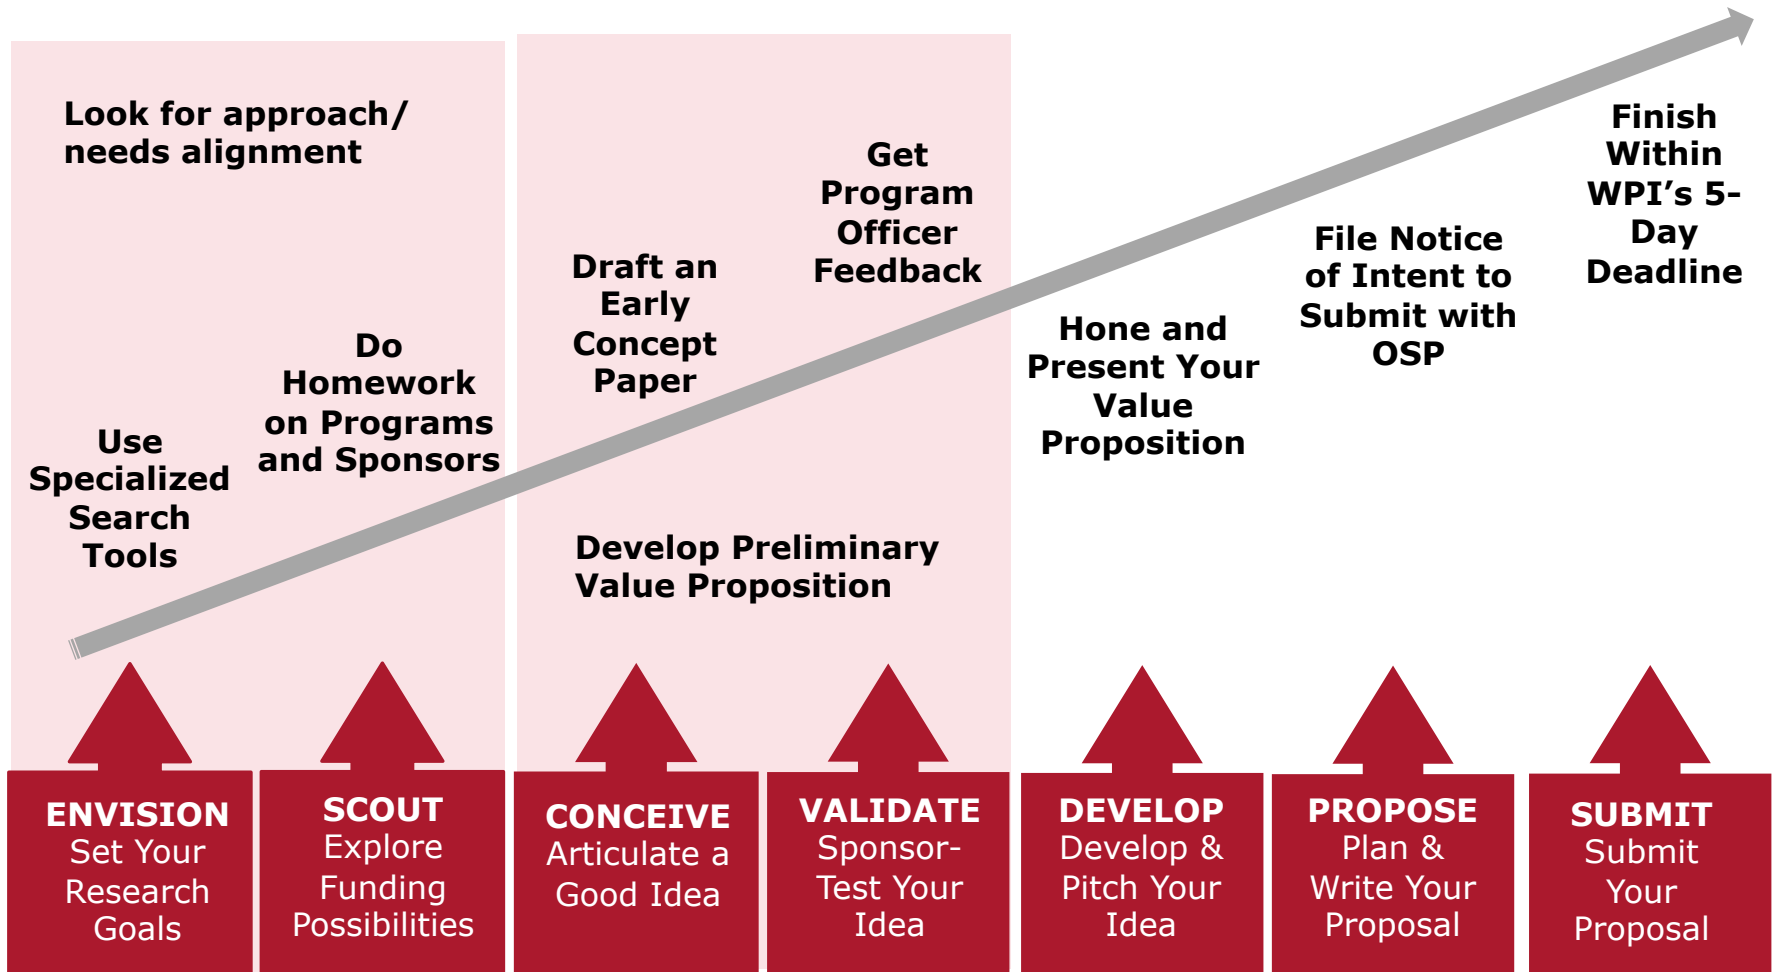 Look for approach/
needs alignment
Use
Specialized
Search
Tools
Do
Homework
on Programs
and Sponsors
Draft an
Early
Concept
Paper
Get
Program
Officer
Feedback
Develop Preliminary
Value Proposition
Hone and
Present Your
Value
Proposition
File Notice
of Intent to
Submit with
OSP
Finish
Within
WPI’s 5-
Day
Deadline
ENVISION
Set Your
Research
Goals
SCOUT
Explore
Funding
Possibilities
CONCEIVE
Articulate a
Good Idea
VALIDATE
Sponsor-
Test Your
Idea
DEVELOP
Develop &
Pitch Your
Idea
PROPOSE
Plan &
Write Your
Proposal
SUBMIT
Submit
Your
Proposal